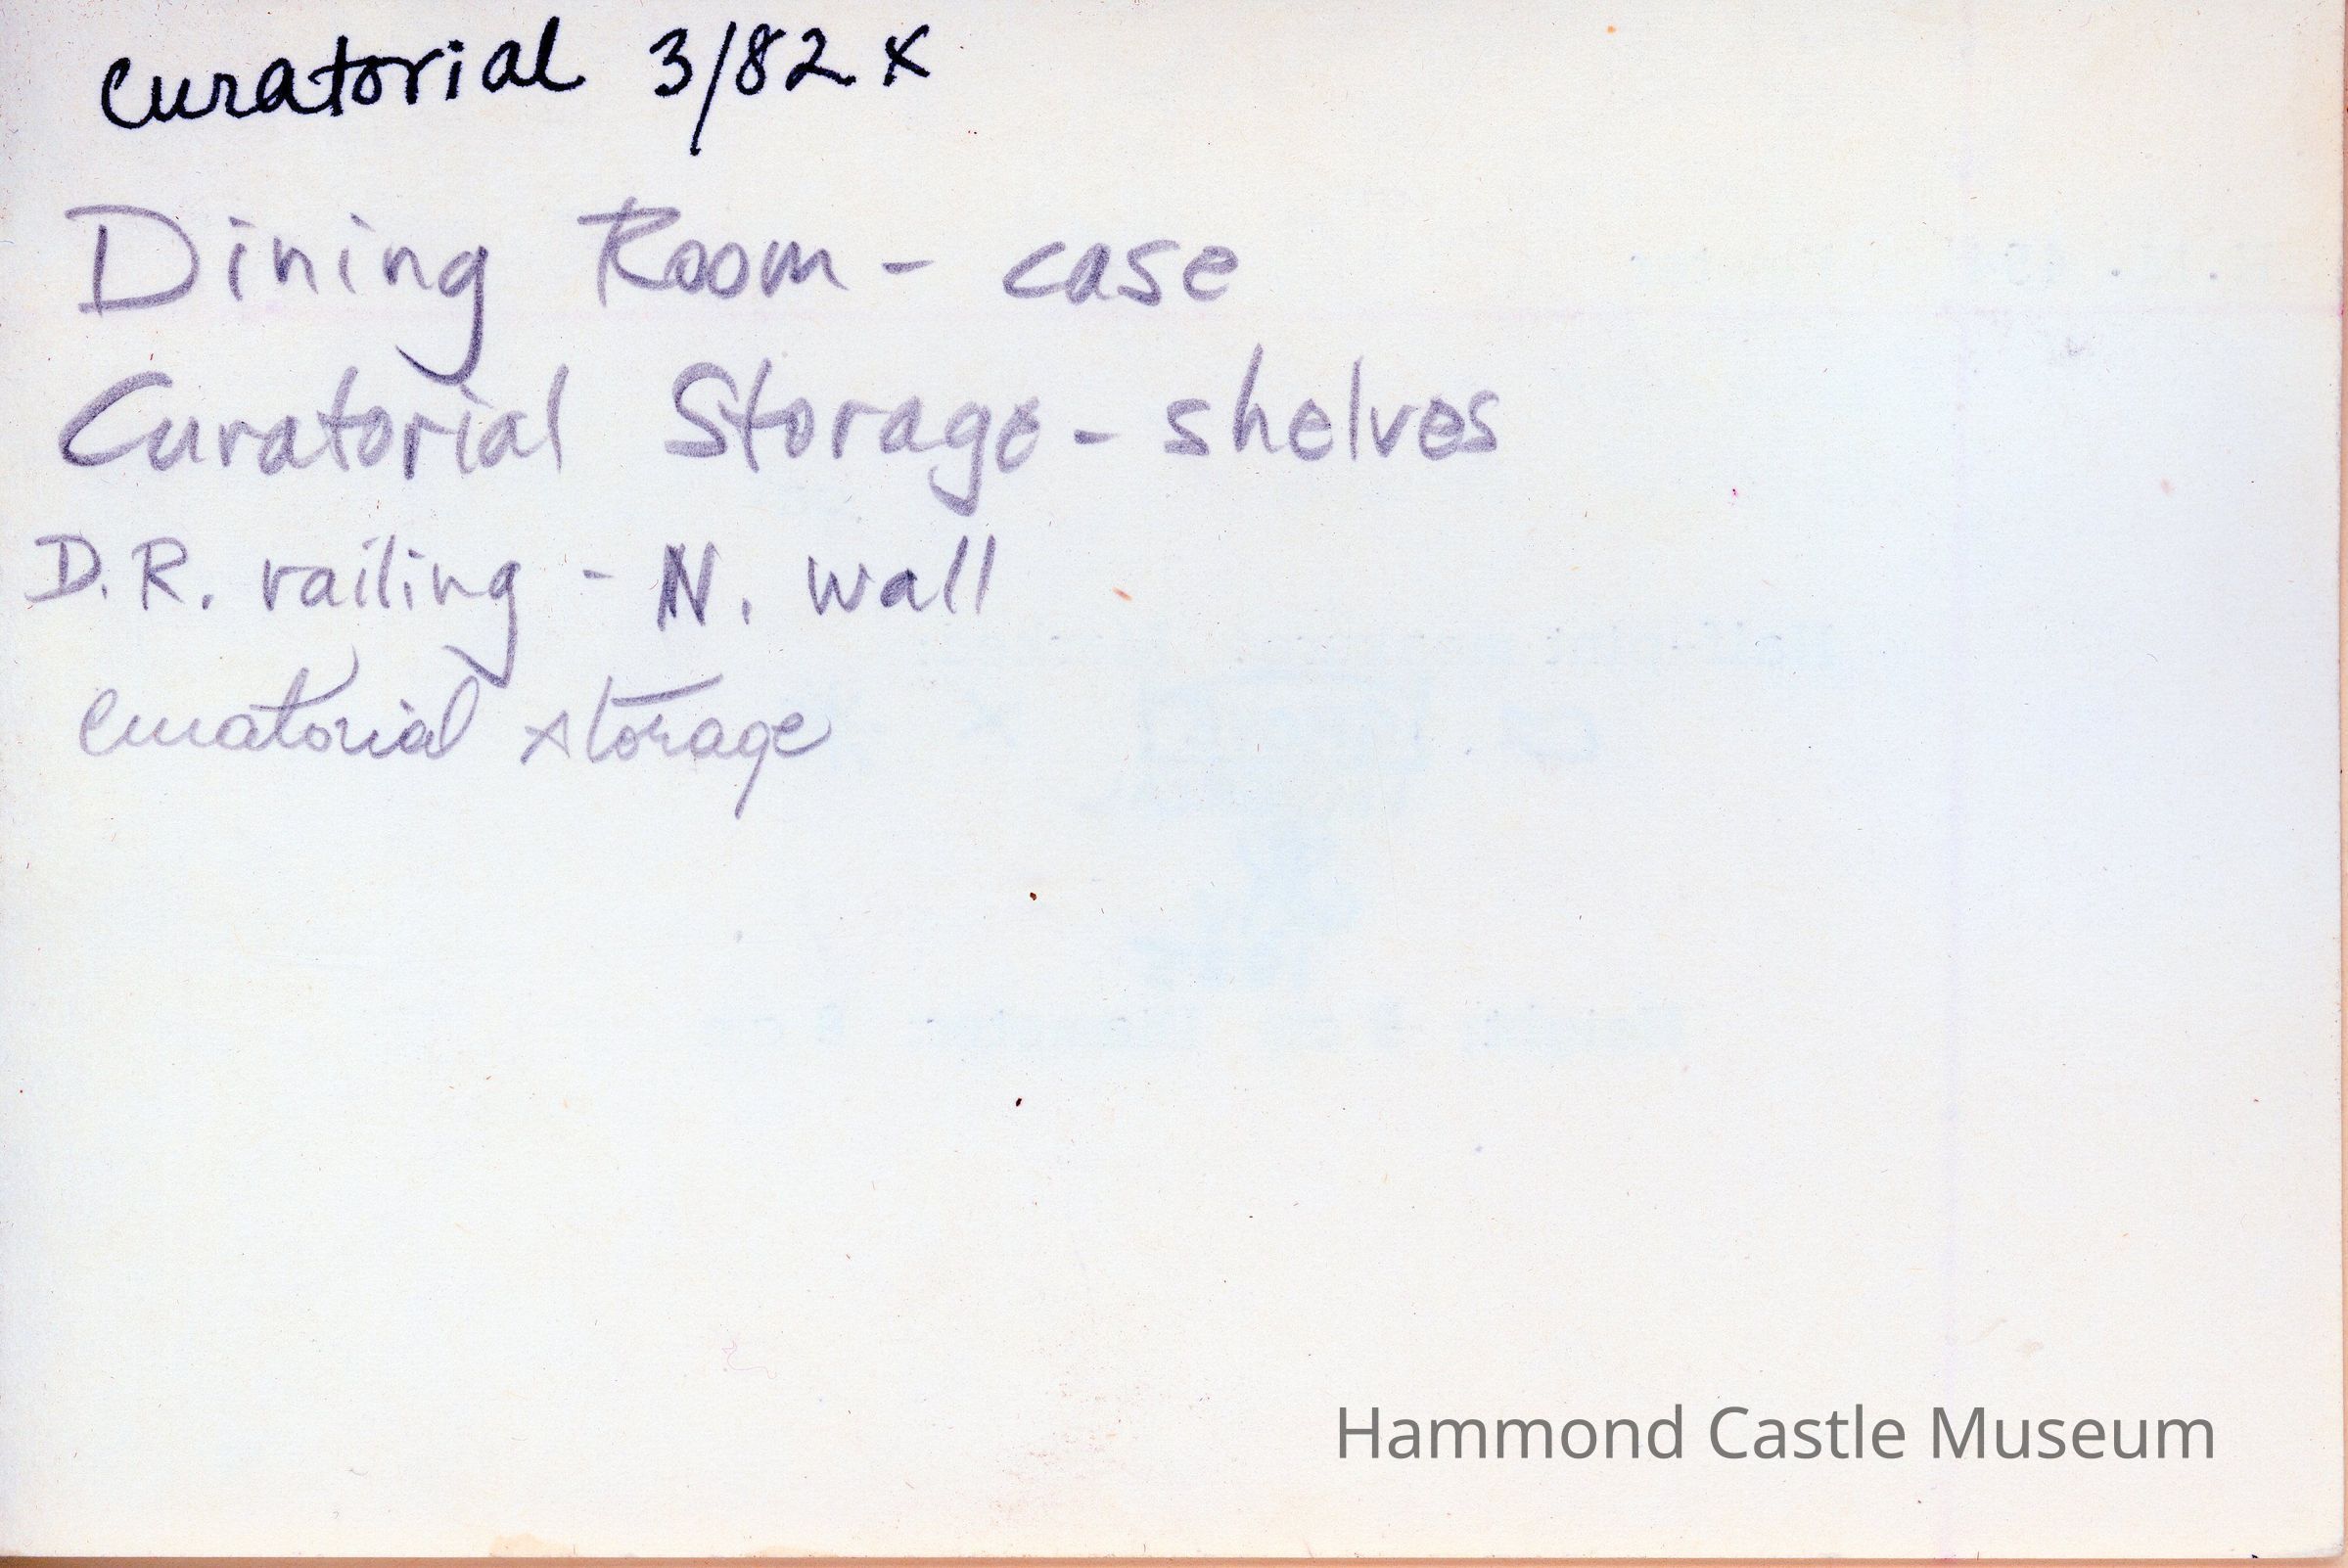 curatorial 3/82 x
Dining Room - case
Curatorial Storage - shelves
D.R. railing - N. wall
curatorial storage
Hammond Castle Museum